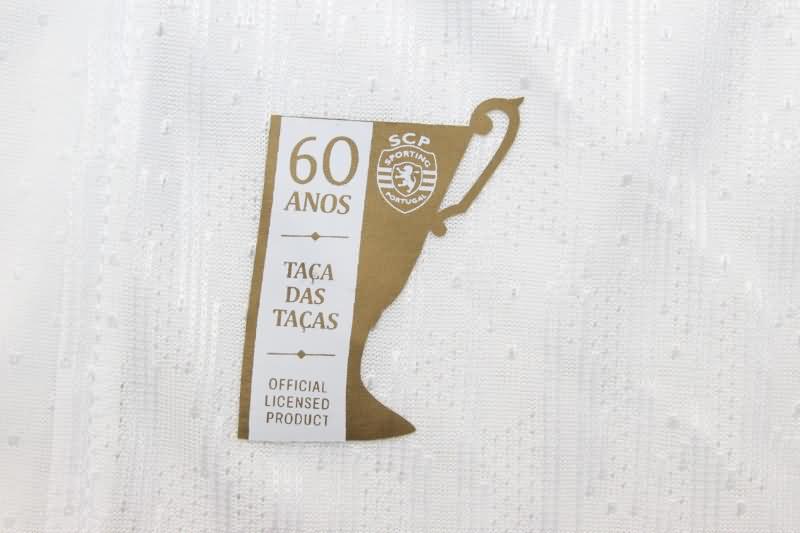 60
ANOS
TAÇA
DAS
TAÇAS
OFFICIAL
LICENSED
PRODUCT
SCP
SPORTING
PORTUGAL